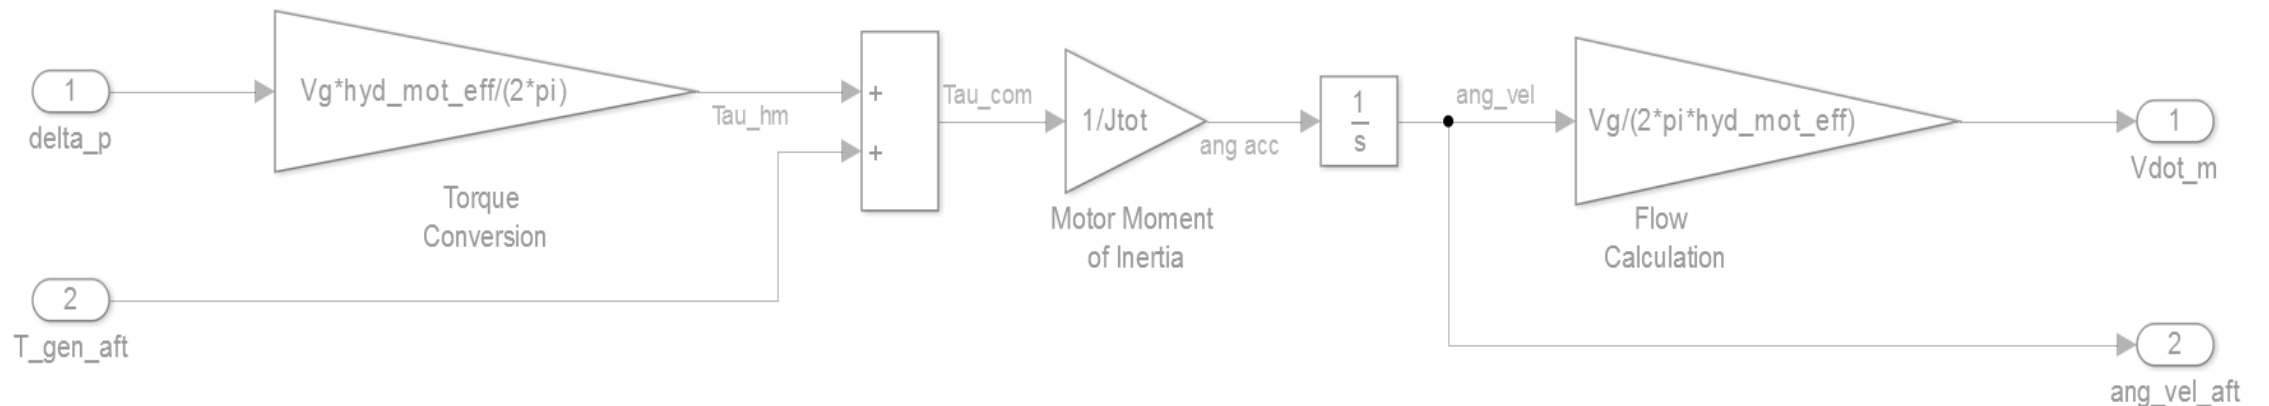 1
delta_p
Vg*hyd_mot_eff/(2*pi)
Torque
Conversion
Tau_hm
2
T_gen_aft
+
+
Tau_com
1/Jtot
Motor Moment
of Inertia
ang acc
1
s
ang_vel
Vg/(2*pi*hyd_mot_eff)
Flow
Calculation
1
Vdot_m
2
ang_vel_aft